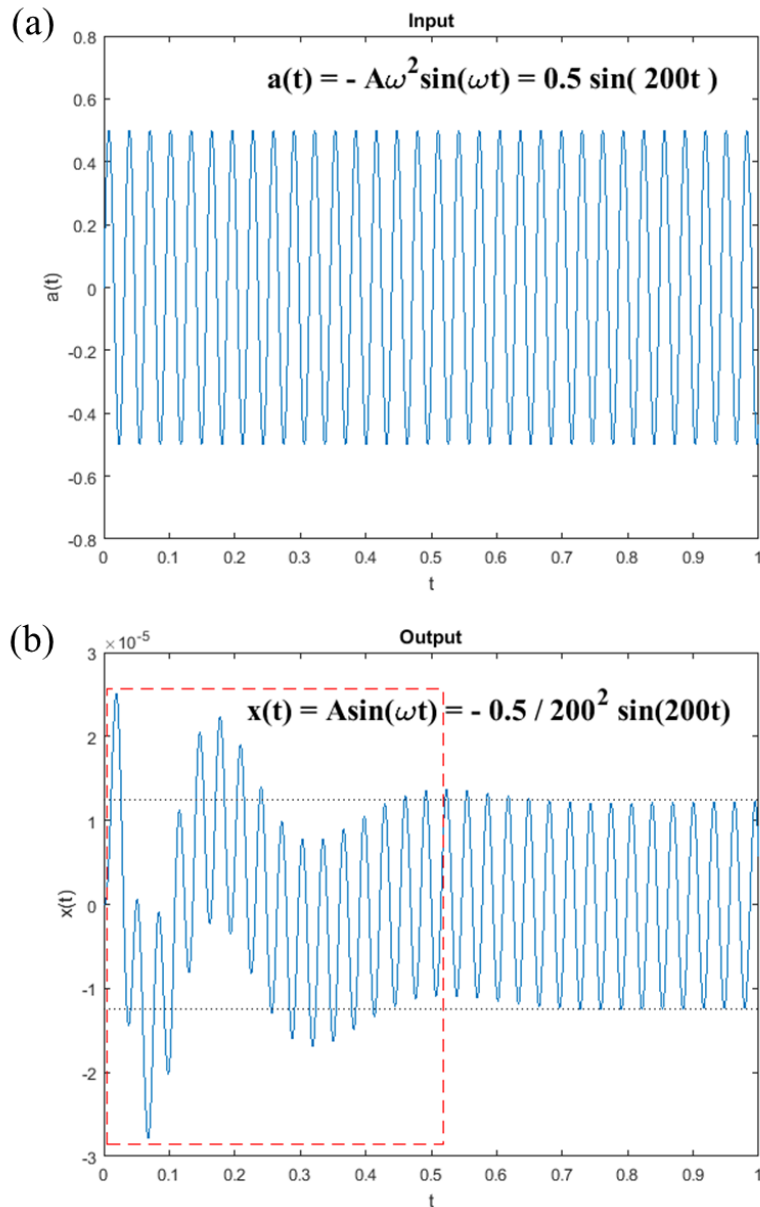 (a)
Input
a(t) = - Aω²sin(ωt) = 0.5 sin( 200t )
0.8
0.6
0.4
0.2
0
-0.2
-0.4
-0.6
-0.8
a(t)
0 0.1 0.2 0.3 0.4 0.5 0.6 0.7 0.8 0.9 1
t
(b)
×10⁻⁵
Output
x(t) = Asin(ωt) = - 0.5 / 200² sin(200t)
3
2
1
0
-1
-2
-3
x(t)
0 0.1 0.2 0.3 0.4 0.5 0.6 0.7 0.8 0.9 1
t